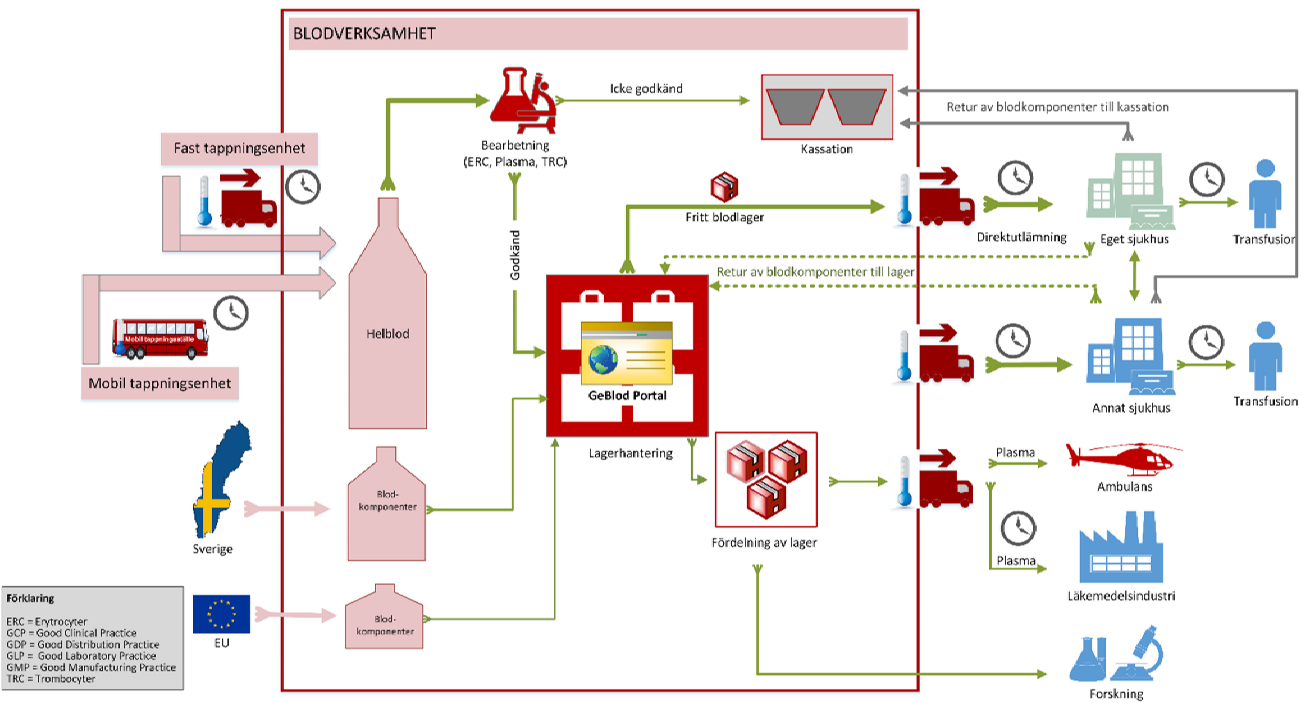 BLODVERKSAMHET
Icke godkänd
Retur av blodkomponenter till kassation
Bearbetning
(ERC, Plasma, TRC)
Kassation
Fast tappningsenhet
Fritt blodlager
Direktutlämning
Eget sjukhus
Transfusion
Godkänd
Retur av blodkomponenter till lager
Helblod
Mobil tappningsställe
Mobil tappningsenhet
GeBlod Portal
Lagerhantering
Annat sjukhus
Transfusion
Plasma
Ambulans
Blod-
komponenter
Sverige
Fördelning av lager
Plasma
Läkemedelsindustri
Förklaring
ERC = Erytrocyter
GCP = Good Clinical Practice
GDP = Good Distribution Practice
GLP = Good Laboratory Practice
GMP = Good Manufacturing Practice
TRC = Trombocyter
EU
Blod-
komponenter
Forskning